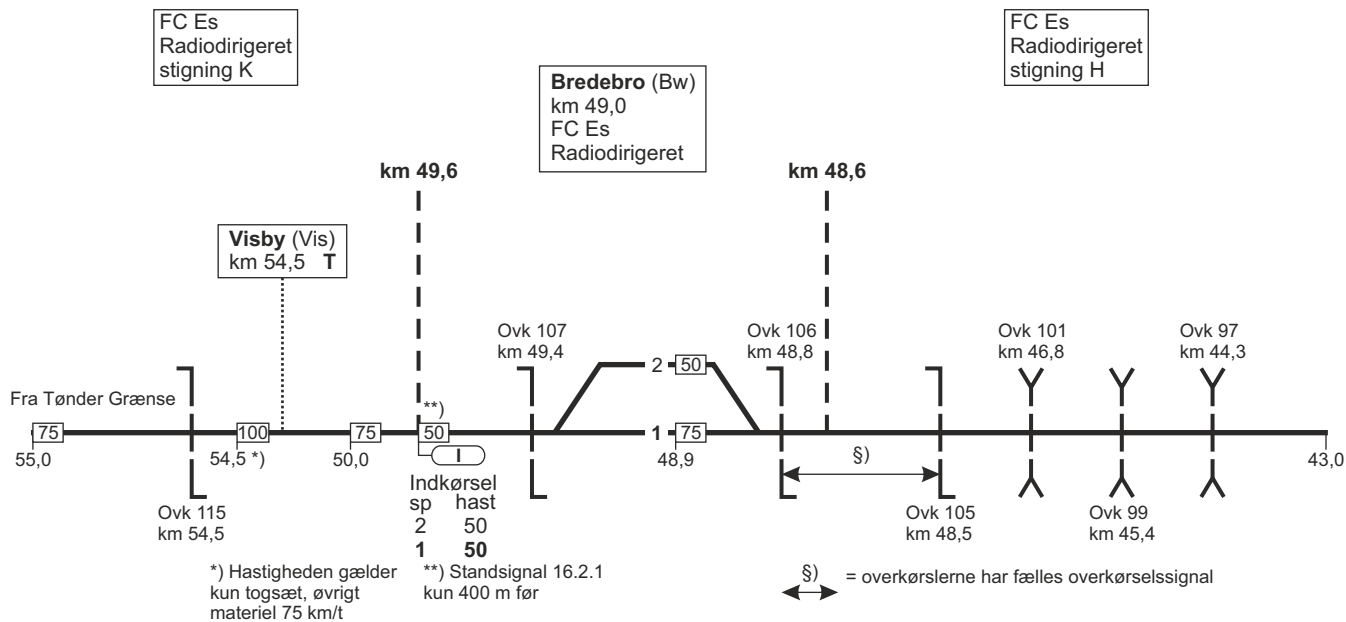 FC Es
Radiodirigeret
stigning K
FC Es
Radiodirigeret
stigning H
Bredebro (Bw)
km 49,0
FC Es
Radiodirigeret
km 49,6
km 48,6
Visby (Vis)
km 54,5 T
Ovk 107
km 49,4
Ovk 106
km 48,8
Ovk 101
km 46,8
Ovk 97
km 44,3
2 50
Fra Tønder Grænse
**)
75
100
75
50
1 75
55,0
54,5 *)
50,0
I
48,9
§)
43,0
Indkørsel
sp hast
2 50
1 50
Ovk 115
km 54,5
Ovk 105
km 48,5
Ovk 99
km 45,4
*) Hastigheden gælder
kun togsæt, øvrigt
materiel 75 km/t
**) Standsignal 16.2.1
kun 400 m før
§) = overkørslerne har fælles overkørselssignal